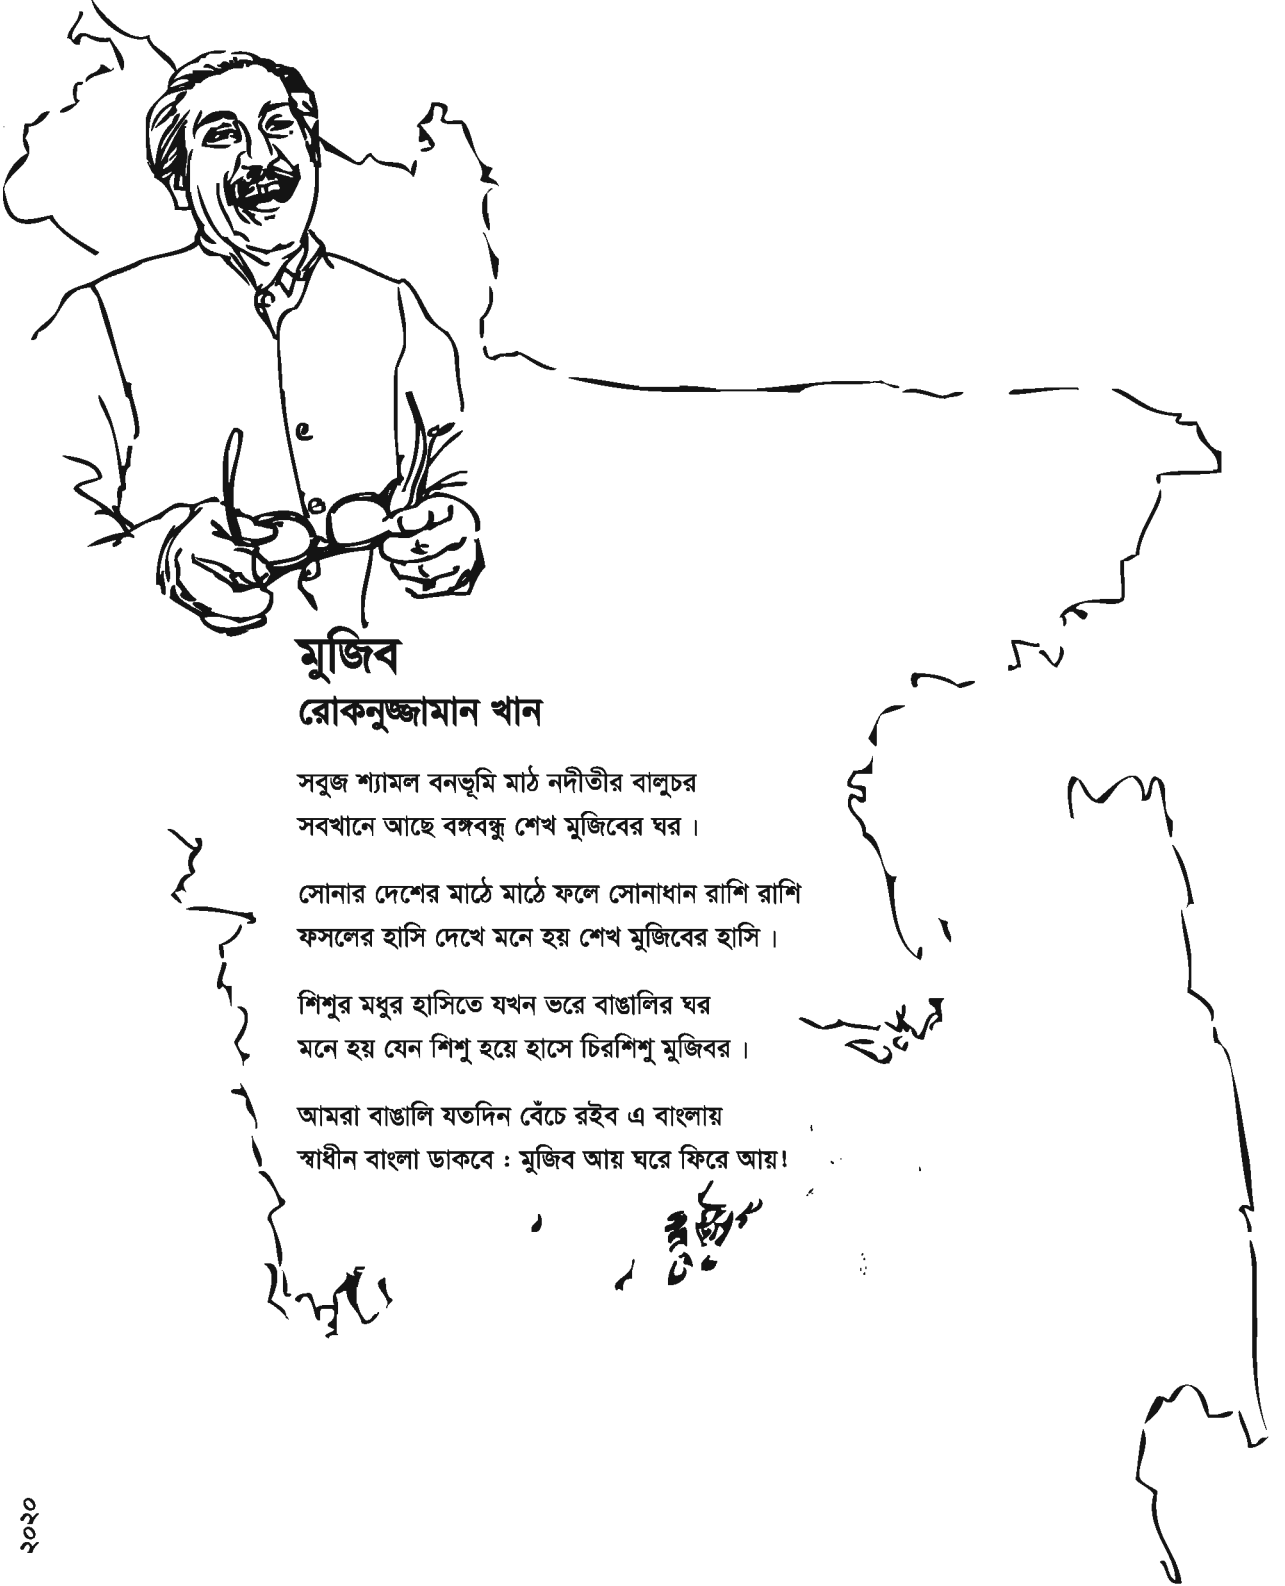 মুজিব
রোকনুজ্জামান খান
সবুজ শ্যামল বনভূমি মাঠ নদীতীর বালুচর
সবখানে আছে বঙ্গবন্ধু শেখ মুজিবের ঘর।
সোনার দেশের মাঠে মাঠে ফলে সোনাধান রাশি রাশি
ফসলের হাসি দেখে মনে হয় শেখ মুজিবের হাসি।
শিশুর মধুর হাসিতে যখন ভরে বাঙালির ঘর
মনে হয় যেন শিশু হয়ে হাসে চিরশিশু মুজিবর।
আমরা বাঙালি যতদিন বেঁচে রইব এ বাংলায়
স্বাধীন বাংলা ডাকবে : মুজিব আয় ঘরে ফিরে আয়!
২০২০